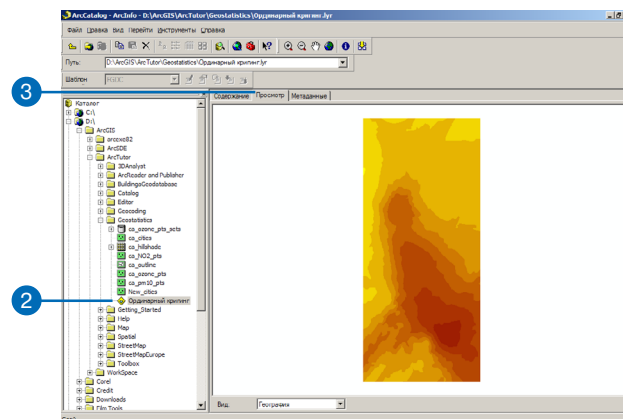 ArcCatalog - ArcInfo - D:\ArcGIS\ArcTutor\Geostatistics\Ординарный кригинг.lyr
Файл Правка Вид Перейти Инструменты Справка
Путь: D:\ArcGIS\ArcTutor\Geostatistics\Ординарный кригинг.lyr
Шаблон
3
Содержание Просмотр Метаданные
Каталог
C:\
D:\
ArcGIS
arcexe82
ArcSDE
ArcTutor
3DAnalyst
ArcReader and Publisher
BuildingaGeodatabase
Catalog
Editor
Geocoding
Geostatistics
ca_ozone_pts_sets
ca_cities
ca_hillshade
ca_NO2_pts
ca_outline
ca_ozone_pts
ca_pm10_pts
New_cities
2
Ординарный кригинг
Getting_Started
Help
Map
Spatial
StreetMap
StreetMapEurope
Toolbox
WorkSpace
Corel
Credit
Downloads
Film Tools
Вид: География